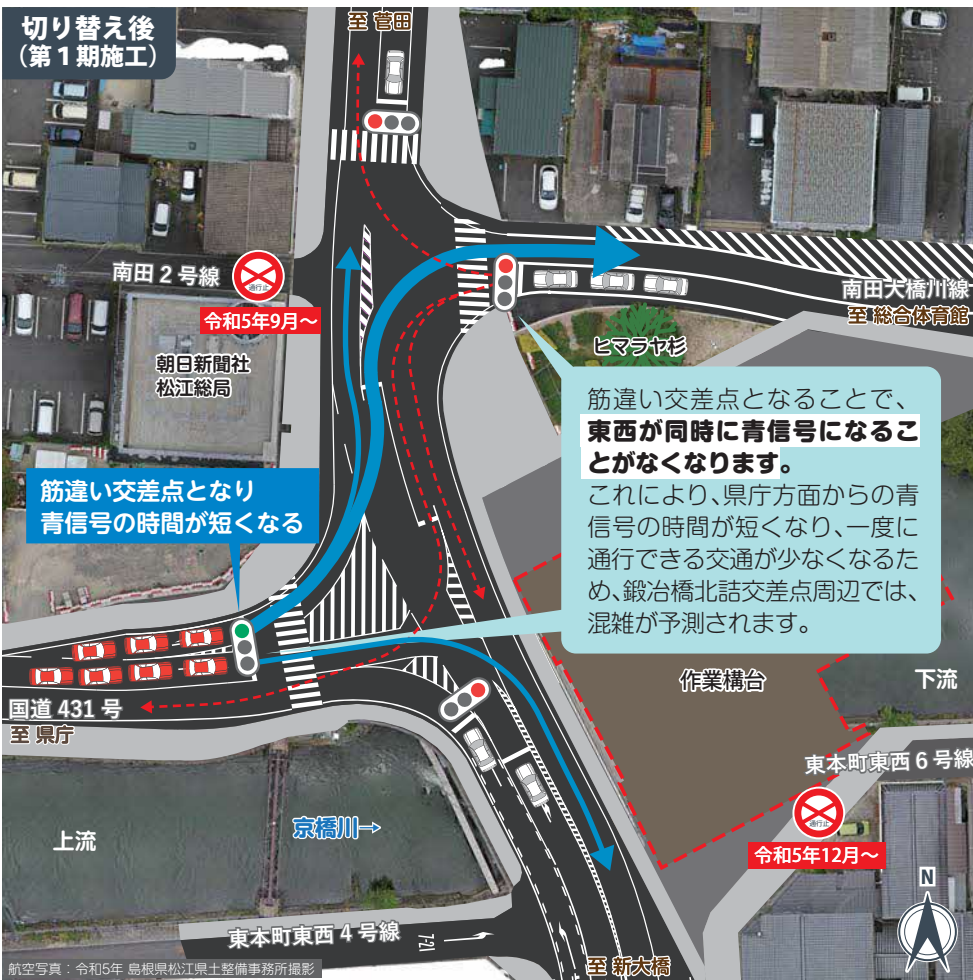 切り替え後
（第１期施工）
至 菅田
南田２号線
通行止
令和5年9月～
朝日新聞社
松江総局
南田大橋川線
至 総合体育館
ヒマラヤ杉
筋違い交差点となることで、
東西が同時に青信号になるこ
とがなくなります。
これにより、県庁方面からの青
信号の時間が短くなり、一度に
通行できる交通が少なくなるた
め、鍛冶橋北詰交差点周辺では、
混雑が予測されます。
筋違い交差点となり
青信号の時間が短くなる
国道431号
至 県庁
作業構台
下流
東本町東西６号線
通行止
令和5年12月～
上流
京橋川→
東本町東西４号線
7-21
至 新大橋
N
航空写真：令和5年 島根県松江県土整備事務所撮影